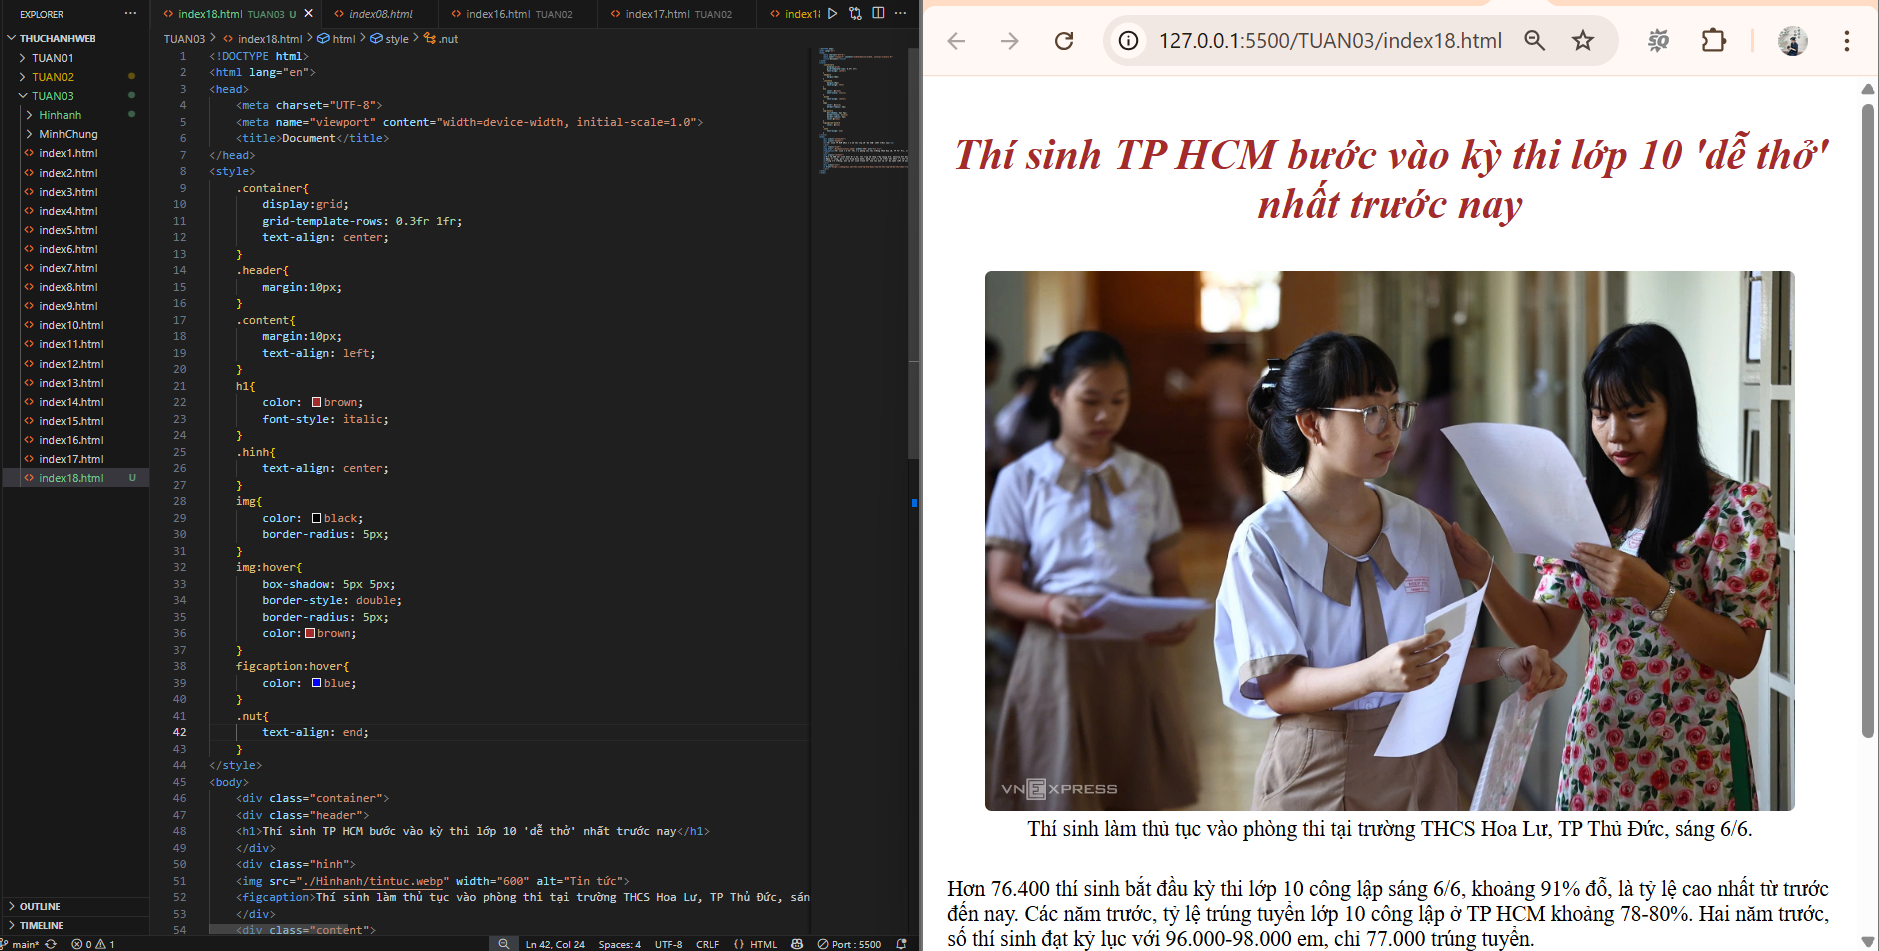 EXPLORER
THUCHANHWEB
TUAN01
TUAN02
TUAN03
Hinhanh
MinhChung
index1.html
index2.html
index3.html
index4.html
index5.html
index6.html
index7.html
index8.html
index9.html
index10.html
index11.html
index12.html
index13.html
index14.html
index15.html
index16.html
index17.html
index18.html U
OUTLINE
TIMELINE
index18.html TUAN03 U
index08.html
index16.html TUAN02
index17.html TUAN02
TUAN03 > index18.html > html > style > .nut
1 <!DOCTYPE html>
2 <html lang="en">
3 <head>
4 <meta charset="UTF-8">
5 <meta name="viewport" content="width=device-width, initial-scale=1.0">
6 <title>Document</title>
7 </head>
8 <style>
9 .container{
10 display:grid;
11 grid-template-rows: 0.3fr 1fr;
12 text-align: center;
13 }
14 .header{
15 margin:10px;
16 }
17 .content{
18 margin:10px;
19 text-align: left;
20 }
21 h1{
22 color: brown;
23 font-style: italic;
24 }
25 .hinh{
26 text-align: center;
27 }
28 img{
29 color: black;
30 border-radius: 5px;
31 }
32 img:hover{
33 box-shadow: 5px 5px;
34 border-style: double;
35 border-radius: 5px;
36 color:brown;
37 }
38 figcaption:hover{
39 color: blue;
40 }
41 .nut{
42 text-align: end;
43 }
44 </style>
45 <body>
46 <div class="container">
47 <div class="header">
48 <h1>Thí sinh TP HCM bước vào kỳ thi lớp 10 'dễ thở' nhất trước nay</h1>
49 </div>
50 <div class="hinh">
51 <img src="./Hinhanh/tintuc.webp" width="600" alt="Tin tức">
52 <figcaption>Thí sinh làm thủ tục vào phòng thi tại trường THCS Hoa Lư, TP Thủ Đức, sán
53 </div>
54 <div class="content">
main* 0 1 Ln 42, Col 24 Spaces: 4 UTF-8 CRLF {} HTML Port : 5500
127.0.0.1:5500/TUAN03/index18.html
Thí sinh TP HCM bước vào kỳ thi lớp 10 'dễ thở'
nhất trước nay
VNEXPRESS
Thí sinh làm thủ tục vào phòng thi tại trường THCS Hoa Lư, TP Thủ Đức, sáng 6/6.
Hơn 76.400 thí sinh bắt đầu kỳ thi lớp 10 công lập sáng 6/6, khoảng 91% đỗ, là tỷ lệ cao nhất từ trước
đến nay. Các năm trước, tỷ lệ trúng tuyển lớp 10 công lập ở TP HCM khoảng 78-80%. Hai năm trước,
số thí sinh đạt kỷ lục với 96.000-98.000 em, chỉ 77.000 trúng tuyển.